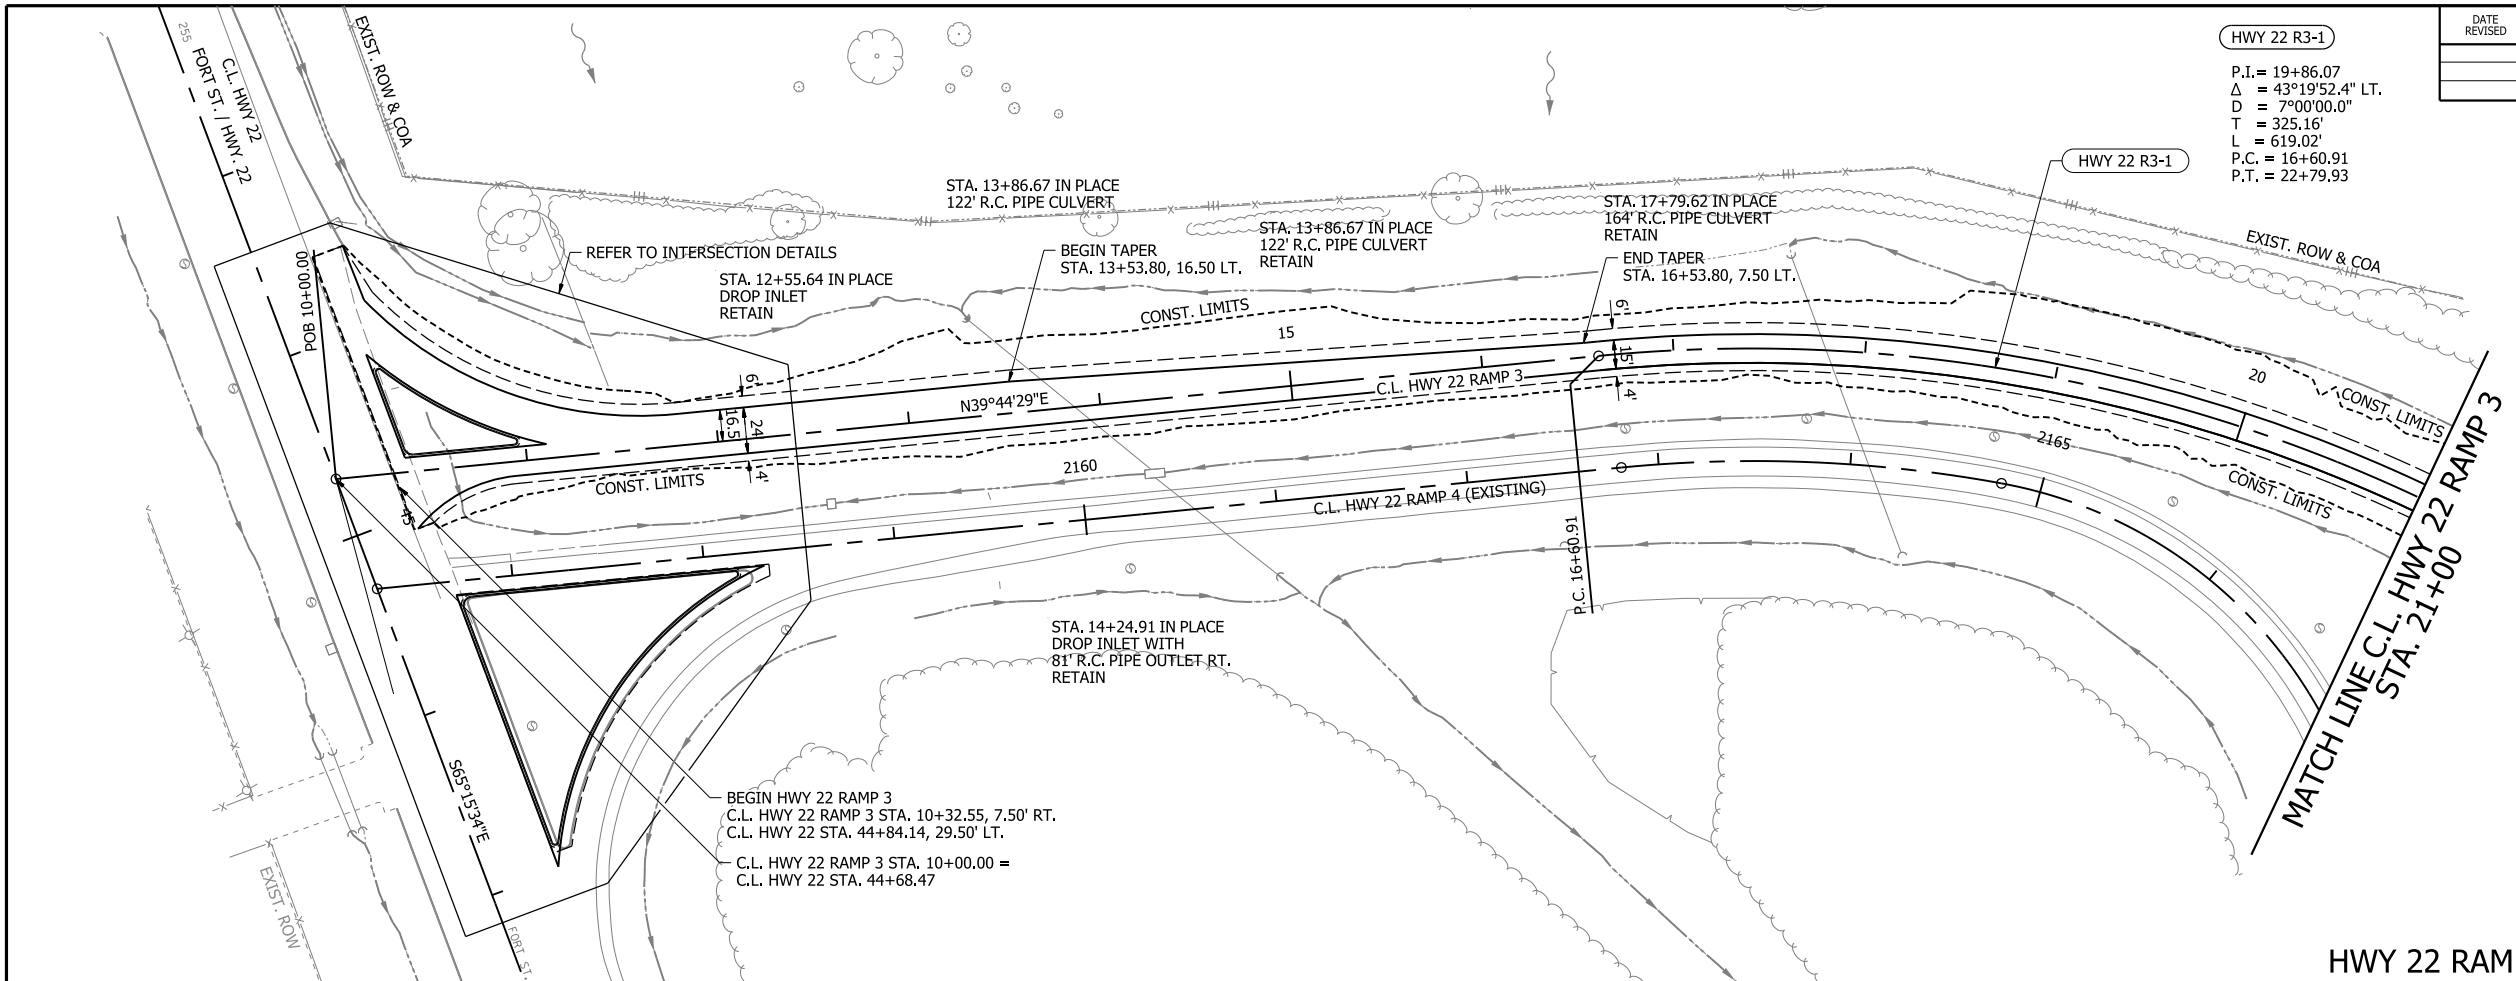 DATE
REVISED
HWY 22 R3-1
P.I.= 19+86.07
Δ = 43°19'52.4" LT.
D = 7°00'00.0"
T = 325.16'
L = 619.02'
P.C. = 16+60.91
P.T. = 22+79.93
HWY 22 R3-1
255
C.L. HWY 22
FORT ST. / HWY. 22
EXIST. ROW & COA
STA. 13+86.67 IN PLACE
122' R.C. PIPE CULVERT
STA. 13+86.67 IN PLACE
122' R.C. PIPE CULVERT
RETAIN
STA. 17+79.62 IN PLACE
164' R.C. PIPE CULVERT
RETAIN
EXIST. ROW & COA
REFER TO INTERSECTION DETAILS
BEGIN TAPER
STA. 13+53.80, 16.50 LT.
END TAPER
STA. 16+53.80, 7.50 LT.
STA. 12+55.64 IN PLACE
DROP INLET
RETAIN
POB 10+00.00
CONST. LIMITS
15
6'
15'
4'
6'
16.5
24
4'
N39°44'29"E
C.L. HWY 22 RAMP 3
20
CONST. LIMITS
2165
CONST. LIMITS
2160
CONST. LIMITS
45
C.L. HWY 22 RAMP 4 (EXISTING)
P.C. 16+60.91
MATCH LINE C.L. HWY 22 RAMP 3
STA. 21+00
STA. 14+24.91 IN PLACE
DROP INLET WITH
81' R.C. PIPE OUTLET RT.
RETAIN
S65°15'34"E
BEGIN HWY 22 RAMP 3
C.L. HWY 22 RAMP 3 STA. 10+32.55, 7.50' RT.
C.L. HWY 22 STA. 44+84.14, 29.50' LT.
C.L. HWY 22 RAMP 3 STA. 10+00.00 =
C.L. HWY 22 STA. 44+68.47
EXIST. ROW
FORT ST.
HWY 22 RAM